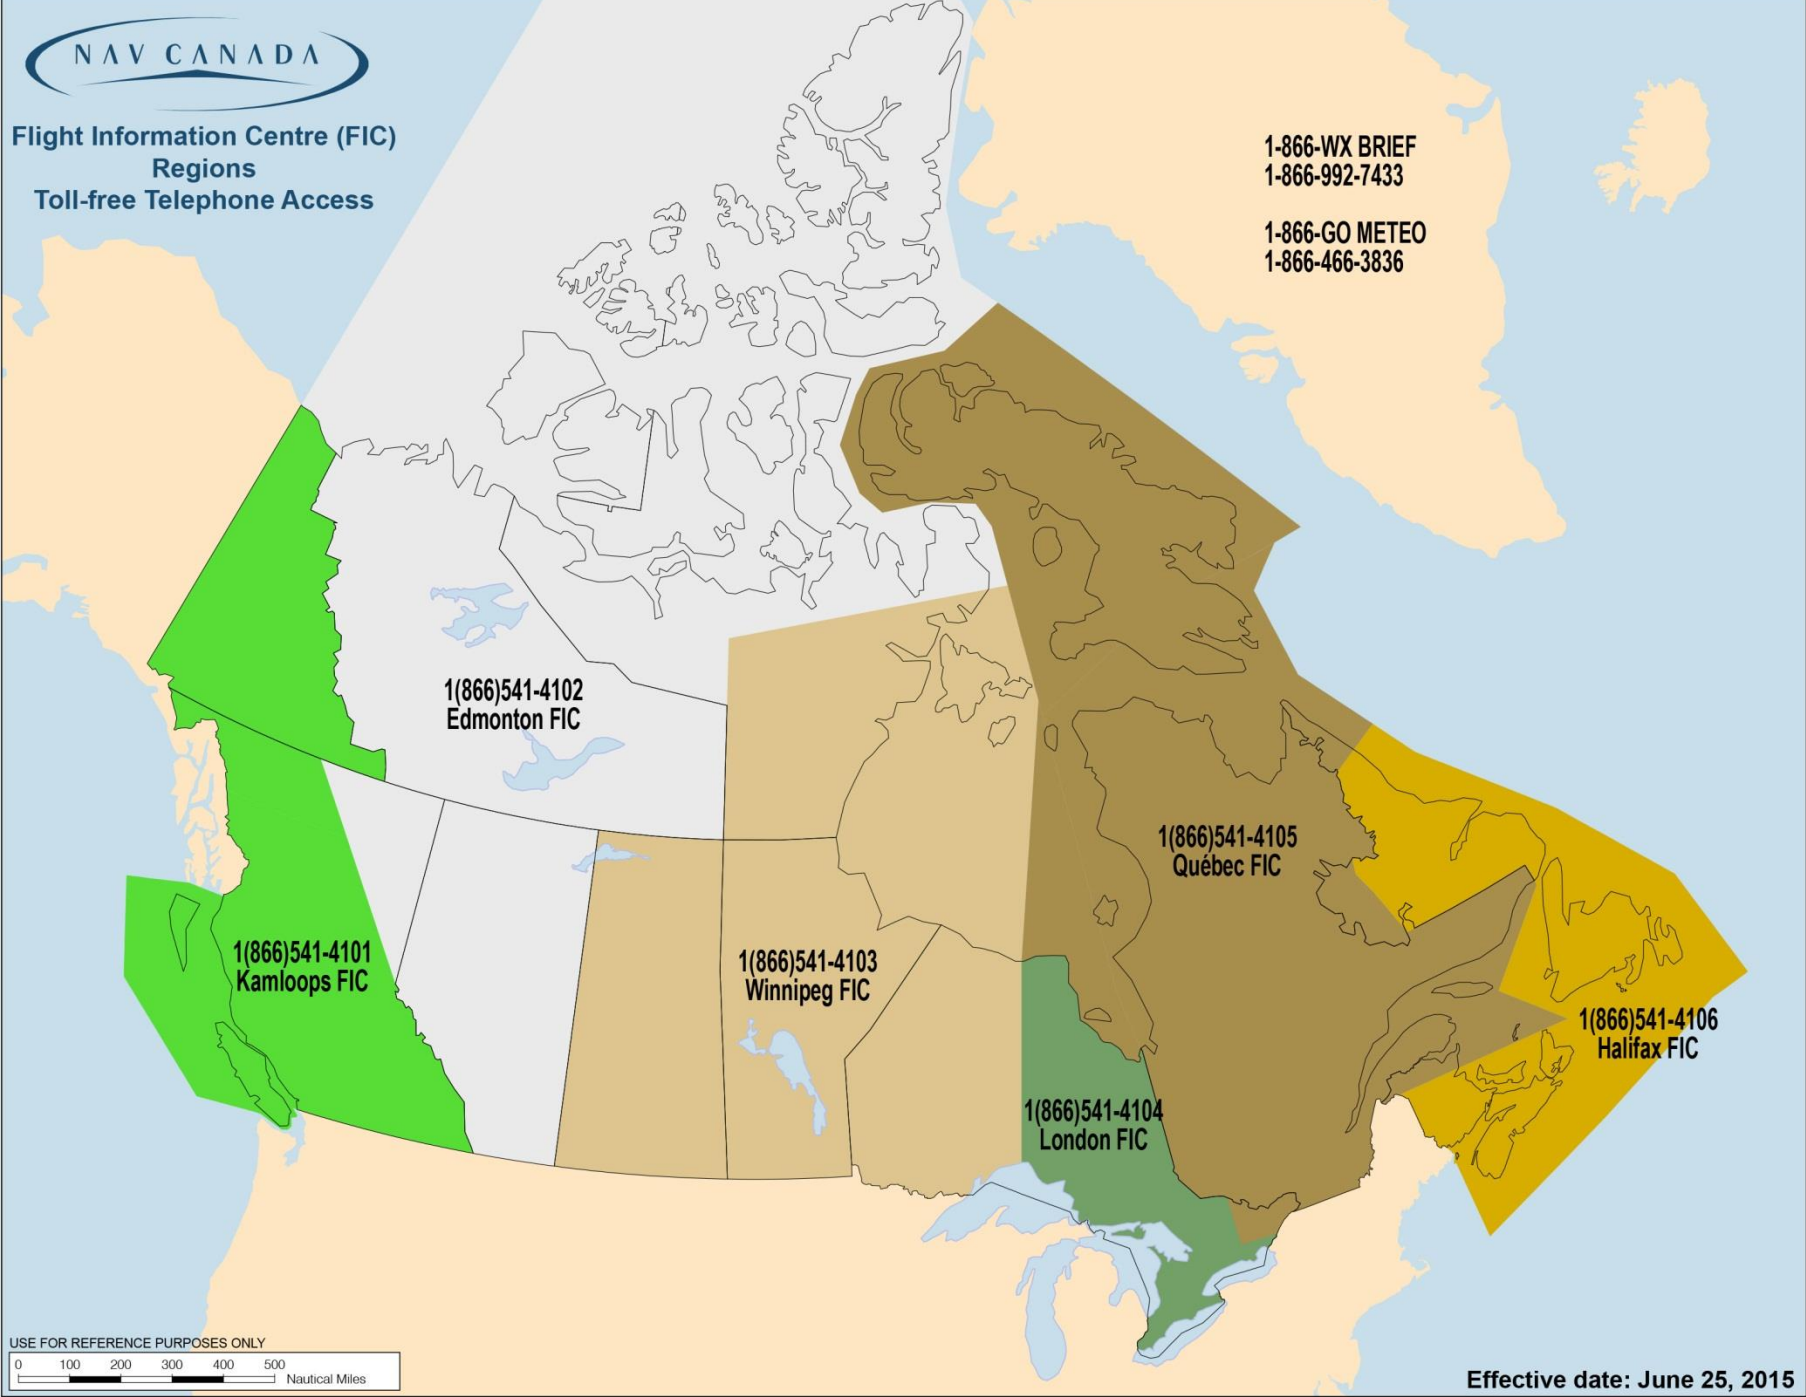 NAV CANADA
Flight Information Centre (FIC)
Regions
Toll-free Telephone Access
1-866-WX BRIEF
1-866-992-7433
1-866-GO METEO
1-866-466-3836
1(866)541-4102
Edmonton FIC
1(866)541-4105
Québec FIC
1(866)541-4101
Kamloops FIC
1(866)541-4103
Winnipeg FIC
1(866)541-4106
Halifax FIC
1(866)541-4104
London FIC
USE FOR REFERENCE PURPOSES ONLY
0 100 200 300 400 500
Nautical Miles
Effective date: June 25, 2015